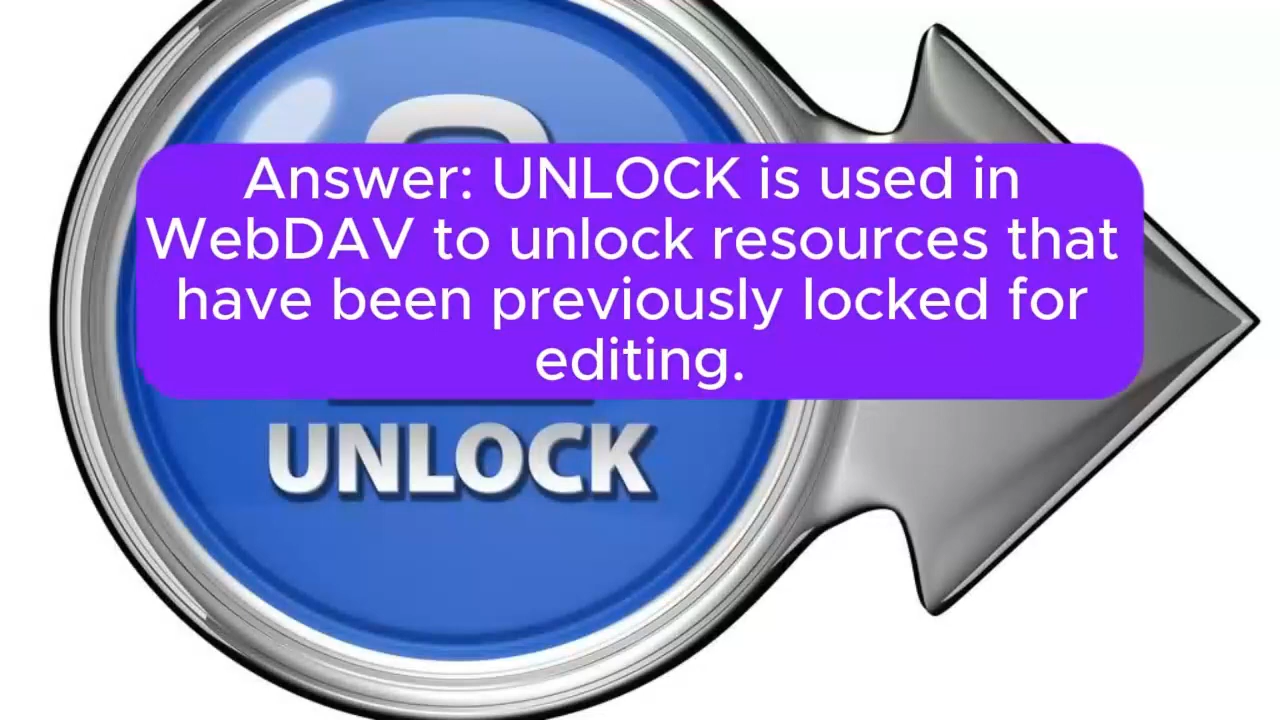 Answer: UNLOCK is used in
WebDAV to unlock resources that
have been previously locked for
editing.
UNLOCK